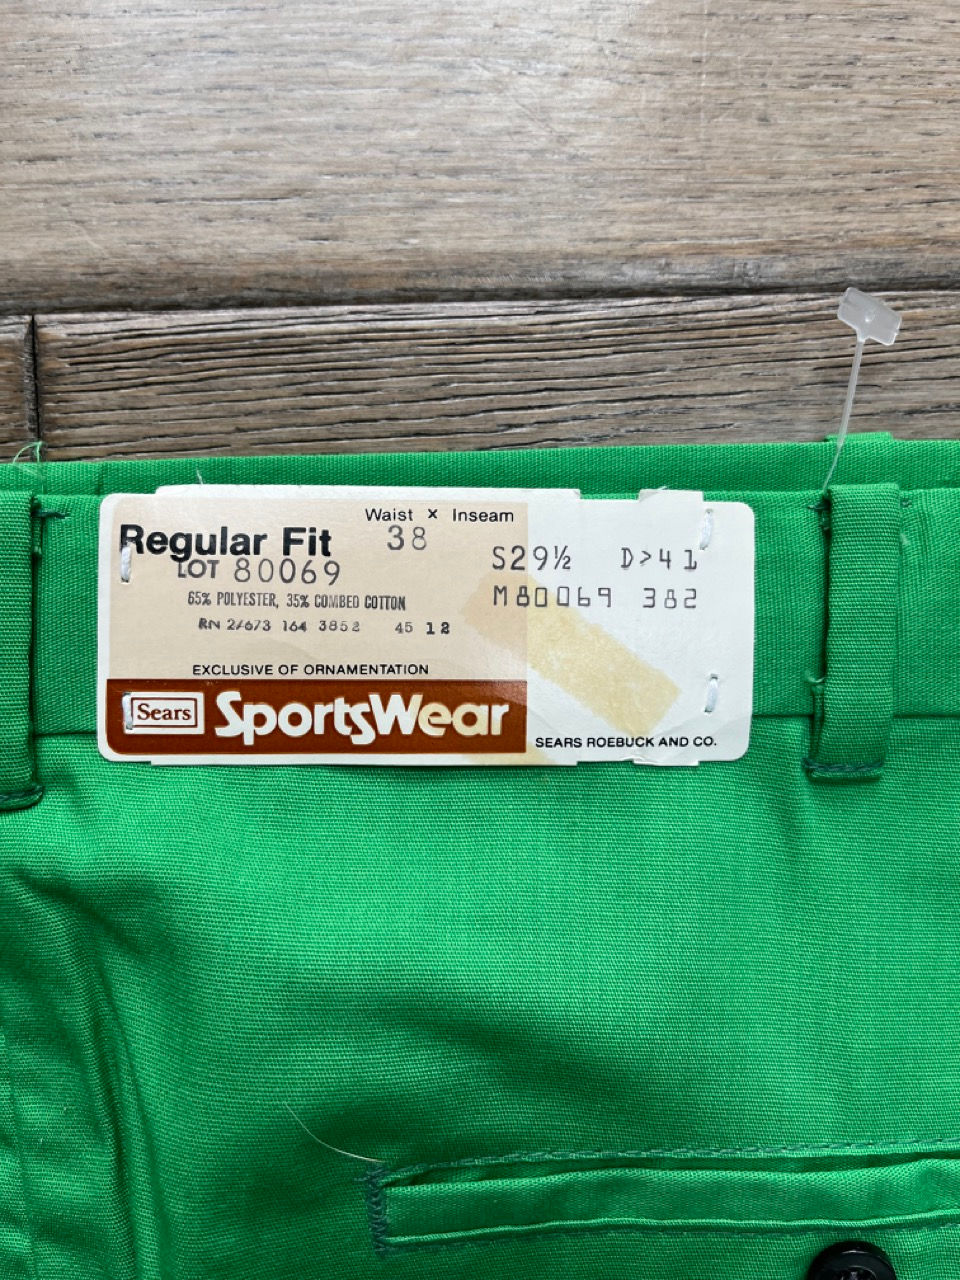 Waist x Inseam
Regular Fit 38
LOT 80069
65% POLYESTER, 35% COMBED COTTON
RN 24673 164 3852 45 12
EXCLUSIVE OF ORNAMENTATION
Sears SportsWear
S29½ D>41
M80069 382
SEARS ROEBUCK AND CO.